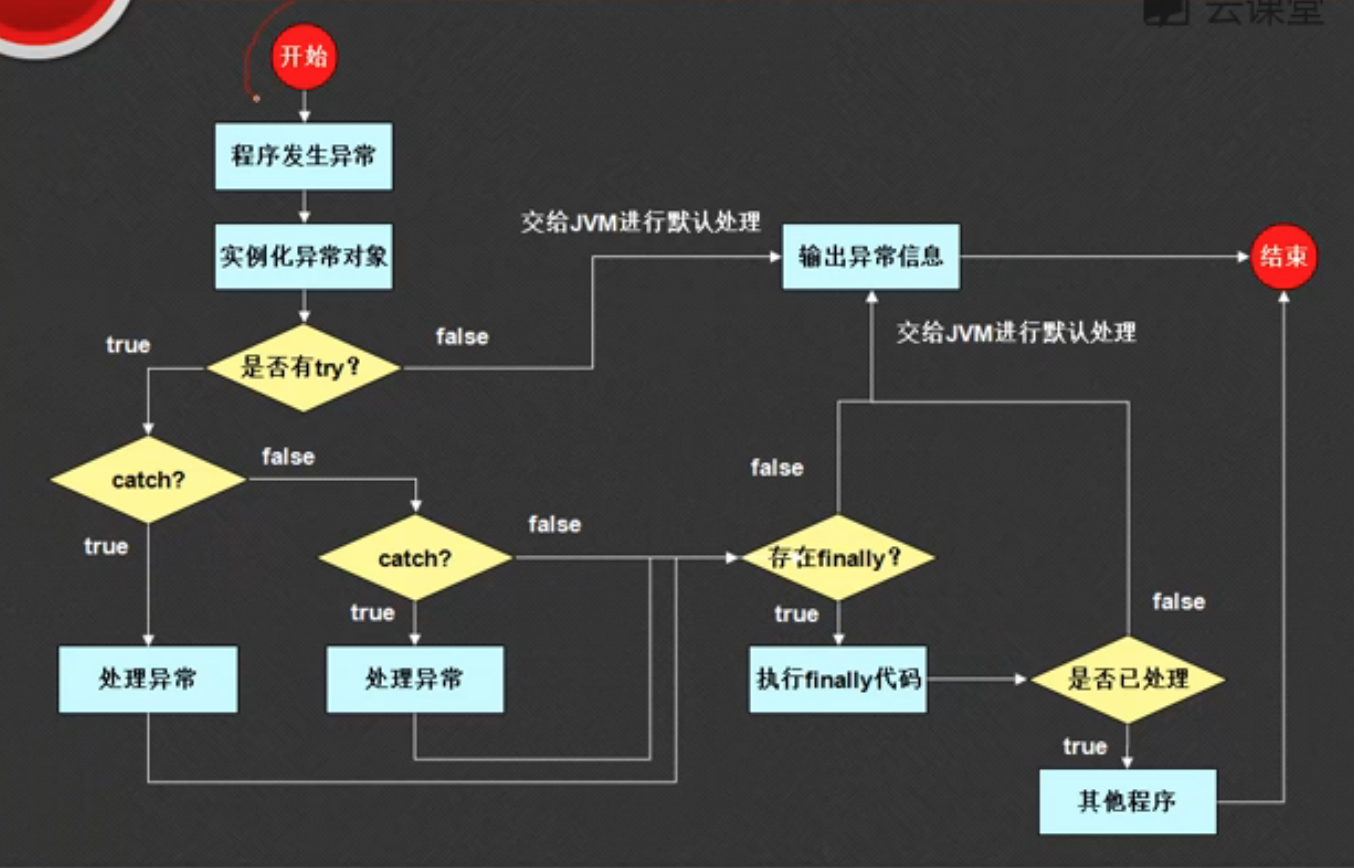 云课堂
开始
程序发生异常
交给JVM进行默认处理
实例化异常对象
输出异常信息
结束
交给JVM进行默认处理
true
false
是否有try？
false
catch?
false
false
true
catch?
存在finally？
true
true
false
处理异常
处理异常
执行finally代码
是否已处理
true
其他程序